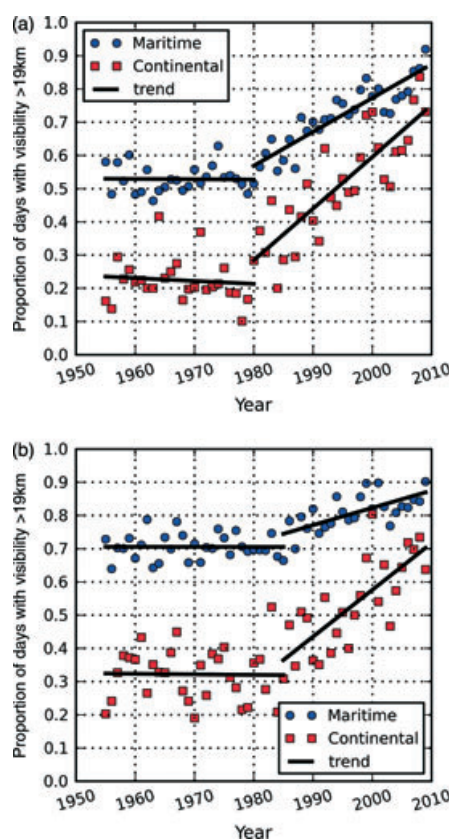 (a)
Proportion of days with visibility >19km
1.0
0.9
0.8
0.7
0.6
0.5
0.4
0.3
0.2
0.1
0.0
Maritime
Continental
trend
1950 1960 1970 1980 1990 2000 2010
Year
(b)
Proportion of days with visibility >19km
1.0
0.9
0.8
0.7
0.6
0.5
0.4
0.3
0.2
0.1
0.0
Maritime
Continental
trend
1950 1960 1970 1980 1990 2000 2010
Year